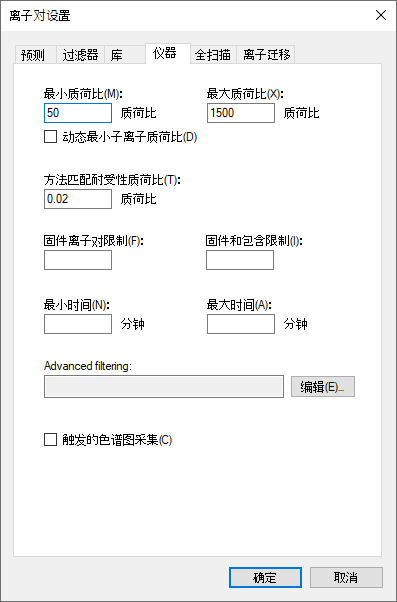 离子对设置
预测 过滤器 库 仪器 全扫描 离子迁移
最小质荷比(M): 最大质荷比(X):
50 质荷比 1500 质荷比
动态最小子离子质荷比(D)
方法匹配耐受性质荷比(T):
0.02 质荷比
固件离子对限制(F): 固件和包含限制(I):
最小时间(N): 最大时间(A):
分钟 分钟
Advanced filtering:
编辑(E)...
触发的色谱图采集(C)
确定 取消